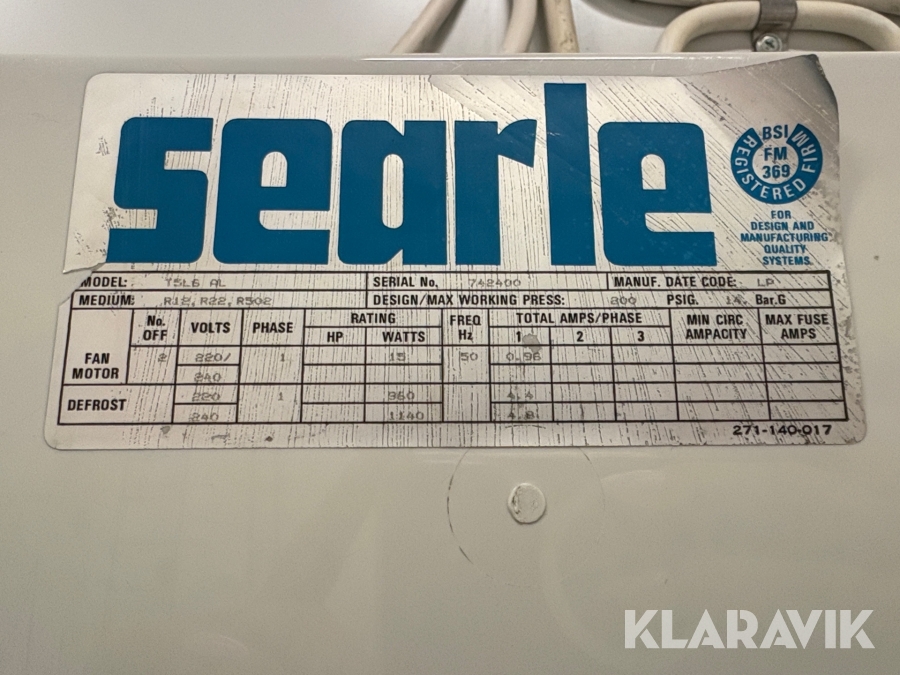 searle
BSI
FM
369
REGISTERED FIRM
FOR
DESIGN AND
MANUFACTURING
QUALITY
SYSTEMS
MODEL: TSL6 AL SERIAL No. 742400 MANUF. DATE CODE: LP
MEDIUM: R12, R22, R502 DESIGN/MAX WORKING PRESS: 200 PSIG. 14. Bar.G
No. OFF VOLTS PHASE RATING HP WATTS FREQ Hz TOTAL AMPS/PHASE 1 2 3 MIN CIRC AMPACITY MAX FUSE AMPS
FAN MOTOR 2 220/ 1 15 50 0.96
240
DEFROST 220 1 960 4.4
240 1140 4.8
271-140-017
KLARAVIK